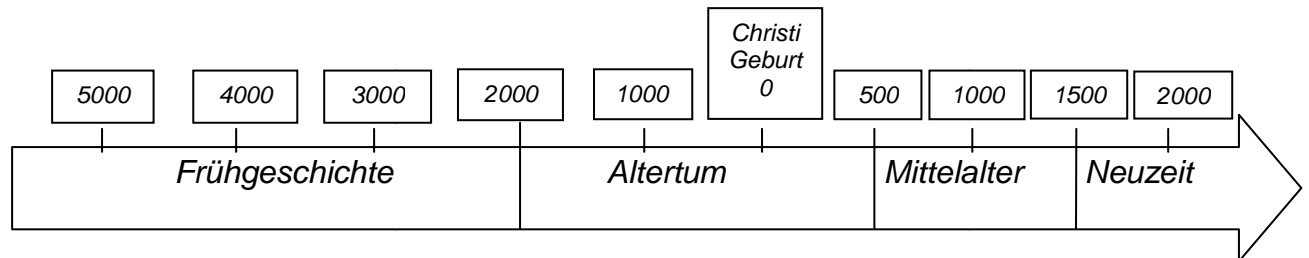 Christi
Geburt
0
5000 4000 3000 2000 1000 500 1000 1500 2000
Frühgeschichte Altertum Mittelalter Neuzeit